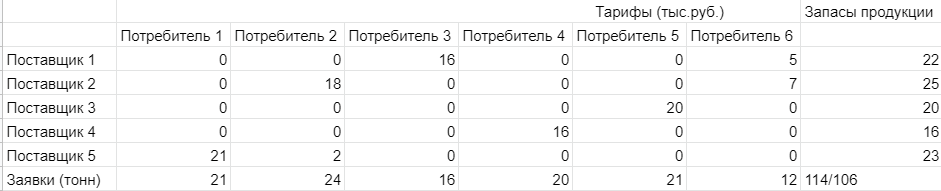 Тарифы (тыс.руб.) Запасы продукции
Потребитель 1 Потребитель 2 Потребитель 3 Потребитель 4 Потребитель 5 Потребитель 6
Поставщик 1 0 0 16 0 0 5 22
Поставщик 2 0 18 0 0 0 7 25
Поставщик 3 0 0 0 0 20 0 20
Поставщик 4 0 0 0 16 0 0 16
Поставщик 5 21 2 0 0 0 0 23
Заявки (тонн) 21 24 16 20 21 12 114/106